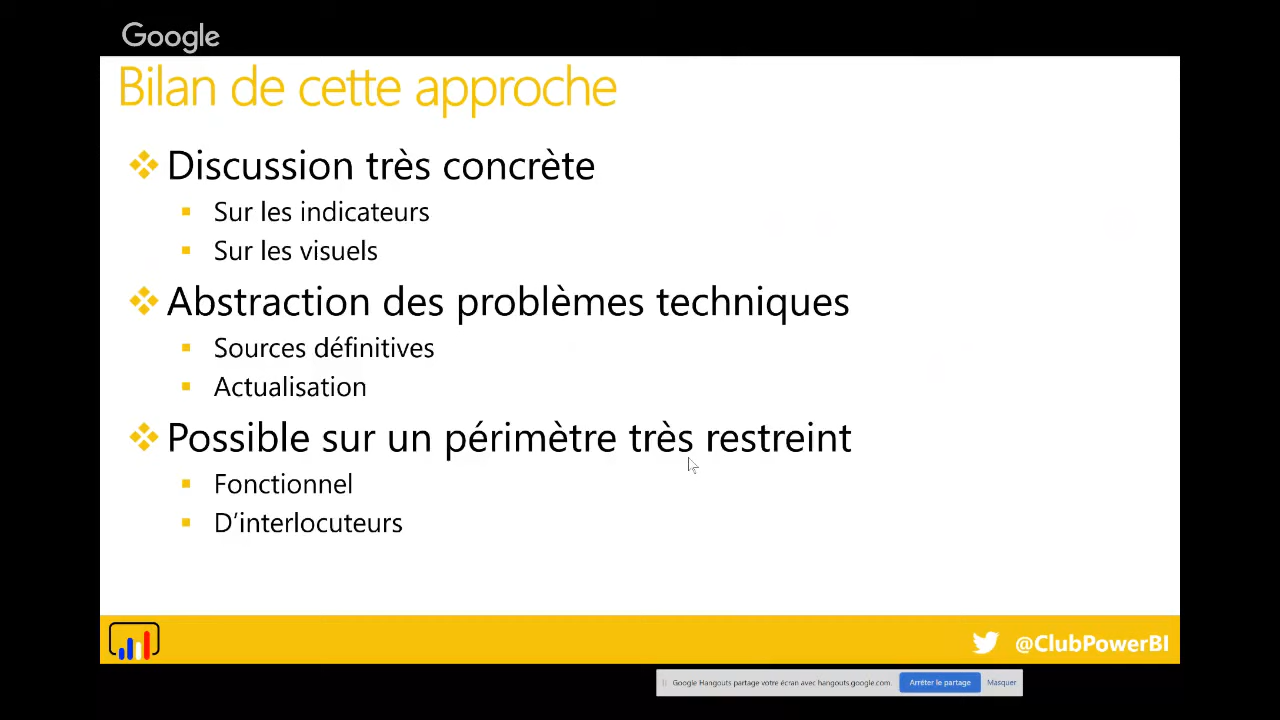 Google
Bilan de cette approche
Discussion très concrète
Sur les indicateurs
Sur les visuels
Abstraction des problèmes techniques
Sources définitives
Actualisation
Possible sur un périmètre très restreint
Fonctionnel
D'interlocuteurs
@ClubPowerBI
Google Hangouts partage votre écran avec hangouts.google.com.
Arrêter le partage
Masquer